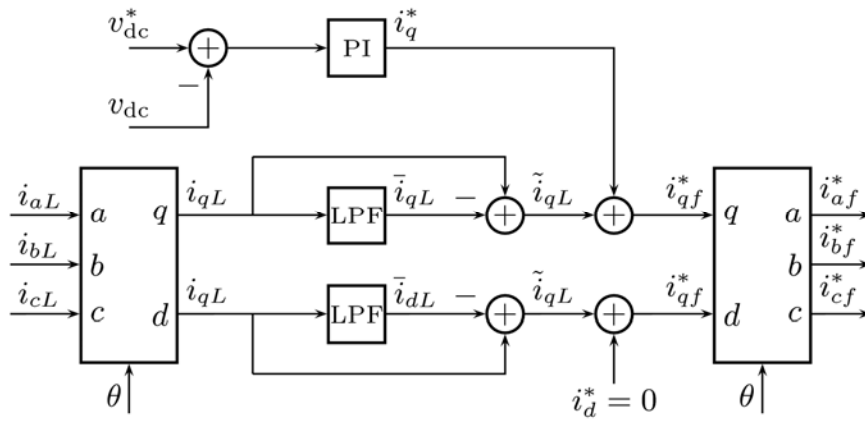 v*dc + PI i*q
−
vdc
iaL a q iqL LPF īqL − + ĩqL + i*qf q a i*af
ibL b b i*bf
icL c d iqL LPF īdL − + ĩqL + i*qf d c i*cf
θ i*d = 0 θ